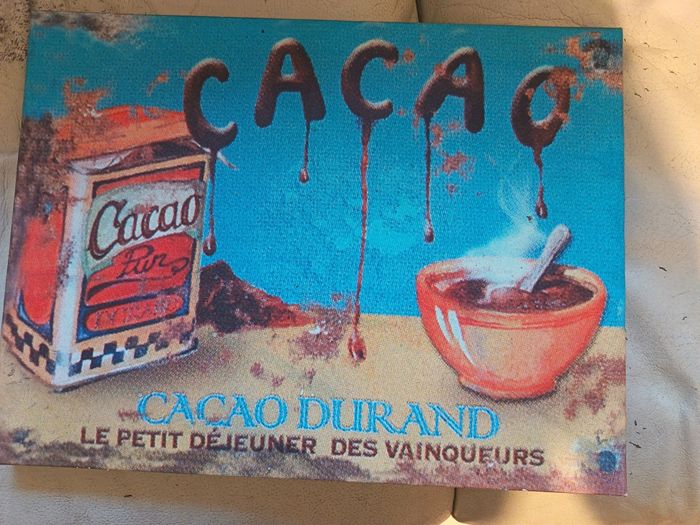 CACAO
Cacao
Pur
CACAO DURAND
LE PETIT DÉJEUNER DES VAINQUEURS